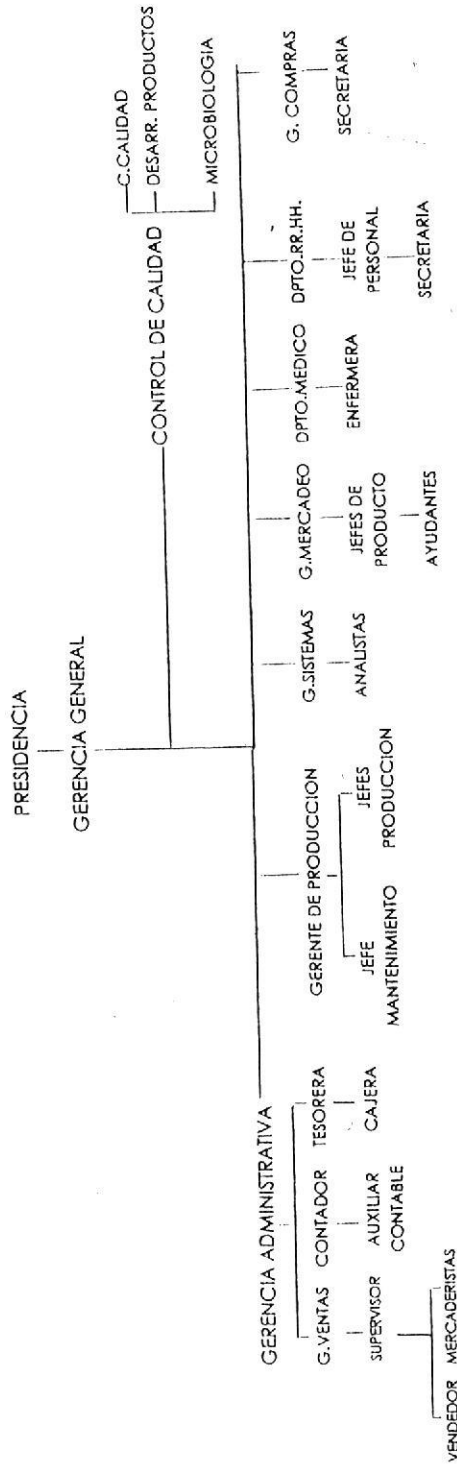 PRESIDENCIA
GERENCIA GENERAL
CONTROL DE CALIDAD
C.CALIDAD
DESARR. PRODUCTOS
MICROBIOLOGIA
GERENCIA ADMINISTRATIVA
GERENTE DE PRODUCCION
G.SISTEMAS
G.MERCADEO
DPTO.MEDICO
DPTO.RR.HH.
G. COMPRAS
G.VENTAS
CONTADOR
TESORERA
JEFE
MANTENIMIENTO
JEFES
PRODUCCION
ANALISTAS
JEFES DE
PRODUCTO
ENFERMERA
JEFE DE
PERSONAL
SECRETARIA
SUPERVISOR
AUXILIAR
CONTABLE
CAJERA
AYUDANTES
SECRETARIA
VENDEDOR
MERCADERISTAS